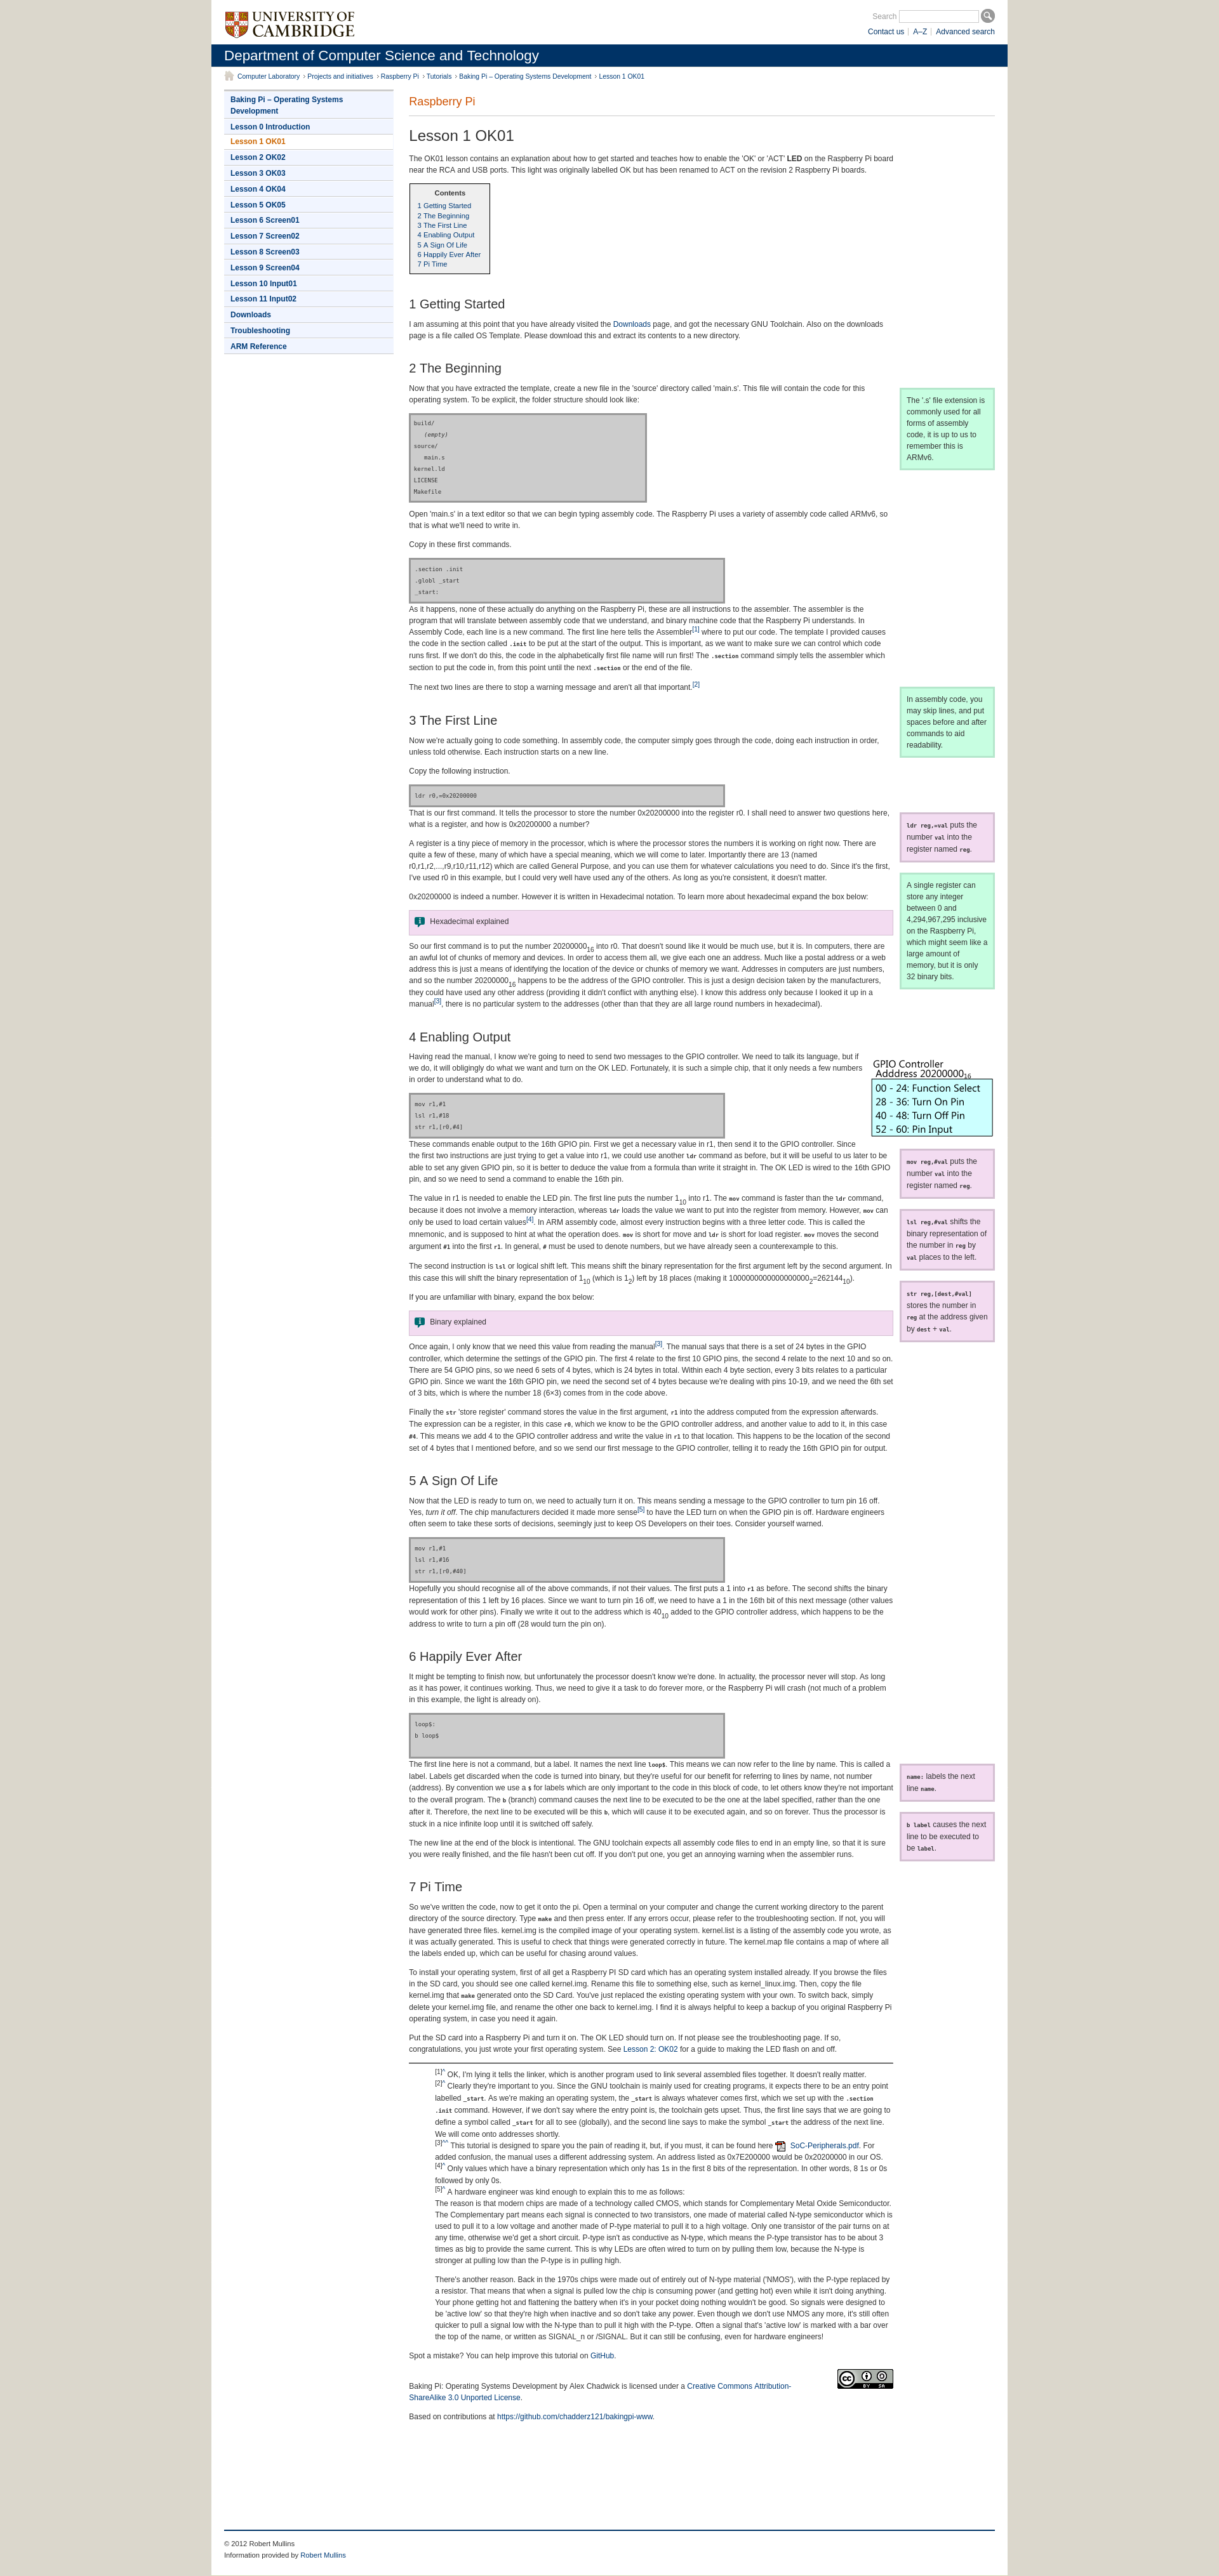 UNIVERSITY OF
CAMBRIDGE
Search
Contact us
A–Z
Advanced search
Department of Computer Science and Technology
Computer Laboratory › Projects and initiatives › Raspberry Pi › Tutorials › Baking Pi – Operating Systems Development › Lesson 1 OK01
Baking Pi – Operating Systems
Development
Lesson 0 Introduction
Lesson 1 OK01
Lesson 2 OK02
Lesson 3 OK03
Lesson 4 OK04
Lesson 5 OK05
Lesson 6 Screen01
Lesson 7 Screen02
Lesson 8 Screen03
Lesson 9 Screen04
Lesson 10 Input01
Lesson 11 Input02
Downloads
Troubleshooting
ARM Reference
Raspberry Pi
Lesson 1 OK01
The OK01 lesson contains an explanation about how to get started and teaches how to enable the 'OK' or 'ACT' LED on the Raspberry Pi board
near the RCA and USB ports. This light was originally labelled OK but has been renamed to ACT on the revision 2 Raspberry Pi boards.
Contents
1 Getting Started
2 The Beginning
3 The First Line
4 Enabling Output
5 A Sign Of Life
6 Happily Ever After
7 Pi Time
1 Getting Started
I am assuming at this point that you have already visited the Downloads page, and got the necessary GNU Toolchain. Also on the downloads
page is a file called OS Template. Please download this and extract its contents to a new directory.
2 The Beginning
Now that you have extracted the template, create a new file in the 'source' directory called 'main.s'. This file will contain the code for this
operating system. To be explicit, the folder structure should look like:
The '.s' file extension is
commonly used for all
forms of assembly
code, it is up to us to
remember this is
ARMv6.
build/
(empty)
source/
main.s
kernel.ld
LICENSE
Makefile
Open 'main.s' in a text editor so that we can begin typing assembly code. The Raspberry Pi uses a variety of assembly code called ARMv6, so
that is what we'll need to write in.
Copy in these first commands.
.section .init
.globl _start
_start:
As it happens, none of these actually do anything on the Raspberry Pi, these are all instructions to the assembler. The assembler is the
program that will translate between assembly code that we understand, and binary machine code that the Raspberry Pi understands. In
Assembly Code, each line is a new command. The first line here tells the Assembler[1] where to put our code. The template I provided causes
the code in the section called .init to be put at the start of the output. This is important, as we want to make sure we can control which code
runs first. If we don't do this, the code in the alphabetically first file name will run first! The .section command simply tells the assembler which
section to put the code in, from this point until the next .section or the end of the file.
The next two lines are there to stop a warning message and aren't all that important.[2]
In assembly code, you
may skip lines, and put
spaces before and after
commands to aid
readability.
3 The First Line
Now we're actually going to code something. In assembly code, the computer simply goes through the code, doing each instruction in order,
unless told otherwise. Each instruction starts on a new line.
Copy the following instruction.
ldr r0,=0x20200000
That is our first command. It tells the processor to store the number 0x20200000 into the register r0. I shall need to answer two questions here,
what is a register, and how is 0x20200000 a number?
ldr reg,=val puts the
number val into the
register named reg.
A register is a tiny piece of memory in the processor, which is where the processor stores the numbers it is working on right now. There are
quite a few of these, many of which have a special meaning, which we will come to later. Importantly there are 13 (named
r0,r1,r2,...,r9,r10,r11,r12) which are called General Purpose, and you can use them for whatever calculations you need to do. Since it's the first,
I've used r0 in this example, but I could very well have used any of the others. As long as you're consistent, it doesn't matter.
A single register can
store any integer
between 0 and
4,294,967,295 inclusive
on the Raspberry Pi,
which might seem like a
large amount of
memory, but it is only
32 binary bits.
0x20200000 is indeed a number. However it is written in Hexadecimal notation. To learn more about hexadecimal expand the box below:
Hexadecimal explained
So our first command is to put the number 20200000₁₆ into r0. That doesn't sound like it would be much use, but it is. In computers, there are
an awful lot of chunks of memory and devices. In order to access them all, we give each one an address. Much like a postal address or a web
address this is just a means of identifying the location of the device or chunks of memory we want. Addresses in computers are just numbers,
and so the number 20200000₁₆ happens to be the address of the GPIO controller. This is just a design decision taken by the manufacturers,
they could have used any other address (providing it didn't conflict with anything else). I know this address only because I looked it up in a
manual[3], there is no particular system to the addresses (other than that they are all large round numbers in hexadecimal).
4 Enabling Output
Having read the manual, I know we're going to need to send two messages to the GPIO controller. We need to talk its language, but if
we do, it will obligingly do what we want and turn on the OK LED. Fortunately, it is such a simple chip, that it only needs a few numbers
in order to understand what to do.
GPIO Controller
Adddress 20200000₁₆
00 - 24: Function Select
28 - 36: Turn On Pin
40 - 48: Turn Off Pin
52 - 60: Pin Input
mov r1,#1
lsl r1,#18
str r1,[r0,#4]
These commands enable output to the 16th GPIO pin. First we get a necessary value in r1, then send it to the GPIO controller. Since
the first two instructions are just trying to get a value into r1, we could use another ldr command as before, but it will be useful to us later to be
able to set any given GPIO pin, so it is better to deduce the value from a formula than write it straight in. The OK LED is wired to the 16th GPIO
pin, and so we need to send a command to enable the 16th pin.
mov reg,#val puts the
number val into the
register named reg.
The value in r1 is needed to enable the LED pin. The first line puts the number 1₁₀ into r1. The mov command is faster than the ldr command,
because it does not involve a memory interaction, whereas ldr loads the value we want to put into the register from memory. However, mov can
only be used to load certain values[4]. In ARM assembly code, almost every instruction begins with a three letter code. This is called the
mnemonic, and is supposed to hint at what the operation does. mov is short for move and ldr is short for load register. mov moves the second
argument #1 into the first r1. In general, # must be used to denote numbers, but we have already seen a counterexample to this.
lsl reg,#val shifts the
binary representation of
the number in reg by
val places to the left.
The second instruction is lsl or logical shift left. This means shift the binary representation for the first argument left by the second argument. In
this case this will shift the binary representation of 1₁₀ (which is 1₂) left by 18 places (making it 1000000000000000000₂=262144₁₀).
If you are unfamiliar with binary, expand the box below:
str reg,[dest,#val]
stores the number in
reg at the address given
by dest + val.
Binary explained
Once again, I only know that we need this value from reading the manual[3]. The manual says that there is a set of 24 bytes in the GPIO
controller, which determine the settings of the GPIO pin. The first 4 relate to the first 10 GPIO pins, the second 4 relate to the next 10 and so on.
There are 54 GPIO pins, so we need 6 sets of 4 bytes, which is 24 bytes in total. Within each 4 byte section, every 3 bits relates to a particular
GPIO pin. Since we want the 16th GPIO pin, we need the second set of 4 bytes because we're dealing with pins 10-19, and we need the 6th set
of 3 bits, which is where the number 18 (6×3) comes from in the code above.
Finally the str 'store register' command stores the value in the first argument, r1 into the address computed from the expression afterwards.
The expression can be a register, in this case r0, which we know to be the GPIO controller address, and another value to add to it, in this case
#4. This means we add 4 to the GPIO controller address and write the value in r1 to that location. This happens to be the location of the second
set of 4 bytes that I mentioned before, and so we send our first message to the GPIO controller, telling it to ready the 16th GPIO pin for output.
5 A Sign Of Life
Now that the LED is ready to turn on, we need to actually turn it on. This means sending a message to the GPIO controller to turn pin 16 off.
Yes, turn it off. The chip manufacturers decided it made more sense[5] to have the LED turn on when the GPIO pin is off. Hardware engineers
often seem to take these sorts of decisions, seemingly just to keep OS Developers on their toes. Consider yourself warned.
mov r1,#1
lsl r1,#16
str r1,[r0,#40]
Hopefully you should recognise all of the above commands, if not their values. The first puts a 1 into r1 as before. The second shifts the binary
representation of this 1 left by 16 places. Since we want to turn pin 16 off, we need to have a 1 in the 16th bit of this next message (other values
would work for other pins). Finally we write it out to the address which is 40₁₀ added to the GPIO controller address, which happens to be the
address to write to turn a pin off (28 would turn the pin on).
6 Happily Ever After
It might be tempting to finish now, but unfortunately the processor doesn't know we're done. In actuality, the processor never will stop. As long
as it has power, it continues working. Thus, we need to give it a task to do forever more, or the Raspberry Pi will crash (not much of a problem
in this example, the light is already on).
loop$:
b loop$
The first line here is not a command, but a label. It names the next line loop$. This means we can now refer to the line by name. This is called a
label. Labels get discarded when the code is turned into binary, but they're useful for our benefit for referring to lines by name, not number
(address). By convention we use a $ for labels which are only important to the code in this block of code, to let others know they're not important
to the overall program. The b (branch) command causes the next line to be executed to be the one at the label specified, rather than the one
after it. Therefore, the next line to be executed will be this b, which will cause it to be executed again, and so on forever. Thus the processor is
stuck in a nice infinite loop until it is switched off safely.
name: labels the next
line name.
b label causes the next
line to be executed to
be label.
The new line at the end of the block is intentional. The GNU toolchain expects all assembly code files to end in an empty line, so that it is sure
you were really finished, and the file hasn't been cut off. If you don't put one, you get an annoying warning when the assembler runs.
7 Pi Time
So we've written the code, now to get it onto the pi. Open a terminal on your computer and change the current working directory to the parent
directory of the source directory. Type make and then press enter. If any errors occur, please refer to the troubleshooting section. If not, you will
have generated three files. kernel.img is the compiled image of your operating system. kernel.list is a listing of the assembly code you wrote, as
it was actually generated. This is useful to check that things were generated correctly in future. The kernel.map file contains a map of where all
the labels ended up, which can be useful for chasing around values.
To install your operating system, first of all get a Raspberry PI SD card which has an operating system installed already. If you browse the files
in the SD card, you should see one called kernel.img. Rename this file to something else, such as kernel_linux.img. Then, copy the file
kernel.img that make generated onto the SD Card. You've just replaced the existing operating system with your own. To switch back, simply
delete your kernel.img file, and rename the other one back to kernel.img. I find it is always helpful to keep a backup of you original Raspberry Pi
operating system, in case you need it again.
Put the SD card into a Raspberry Pi and turn it on. The OK LED should turn on. If not please see the troubleshooting page. If so,
congratulations, you just wrote your first operating system. See Lesson 2: OK02 for a guide to making the LED flash on and off.
[1]^ OK, I'm lying it tells the linker, which is another program used to link several assembled files together. It doesn't really matter.
[2]^ Clearly they're important to you. Since the GNU toolchain is mainly used for creating programs, it expects there to be an entry point
labelled _start. As we're making an operating system, the _start is always whatever comes first, which we set up with the .section
.init command. However, if we don't say where the entry point is, the toolchain gets upset. Thus, the first line says that we are going to
define a symbol called _start for all to see (globally), and the second line says to make the symbol _start the address of the next line.
We will come onto addresses shortly.
[3]^^ This tutorial is designed to spare you the pain of reading it, but, if you must, it can be found here SoC-Peripherals.pdf. For
added confusion, the manual uses a different addressing system. An address listed as 0x7E200000 would be 0x20200000 in our OS.
[4]^ Only values which have a binary representation which only has 1s in the first 8 bits of the representation. In other words, 8 1s or 0s
followed by only 0s.
[5]^ A hardware engineer was kind enough to explain this to me as follows:
The reason is that modern chips are made of a technology called CMOS, which stands for Complementary Metal Oxide Semiconductor.
The Complementary part means each signal is connected to two transistors, one made of material called N-type semiconductor which is
used to pull it to a low voltage and another made of P-type material to pull it to a high voltage. Only one transistor of the pair turns on at
any time, otherwise we'd get a short circuit. P-type isn't as conductive as N-type, which means the P-type transistor has to be about 3
times as big to provide the same current. This is why LEDs are often wired to turn on by pulling them low, because the N-type is
stronger at pulling low than the P-type is in pulling high.
There's another reason. Back in the 1970s chips were made out of entirely out of N-type material ('NMOS'), with the P-type replaced by
a resistor. That means that when a signal is pulled low the chip is consuming power (and getting hot) even while it isn't doing anything.
Your phone getting hot and flattening the battery when it's in your pocket doing nothing wouldn't be good. So signals were designed to
be 'active low' so that they're high when inactive and so don't take any power. Even though we don't use NMOS any more, it's still often
quicker to pull a signal low with the N-type than to pull it high with the P-type. Often a signal that's 'active low' is marked with a bar over
the top of the name, or written as SIGNAL_n or /SIGNAL. But it can still be confusing, even for hardware engineers!
Spot a mistake? You can help improve this tutorial on GitHub.
cc BY SA
Baking Pi: Operating Systems Development by Alex Chadwick is licensed under a Creative Commons Attribution-
ShareAlike 3.0 Unported License.
Based on contributions at https://github.com/chadderz121/bakingpi-www.
© 2012 Robert Mullins
Information provided by Robert Mullins